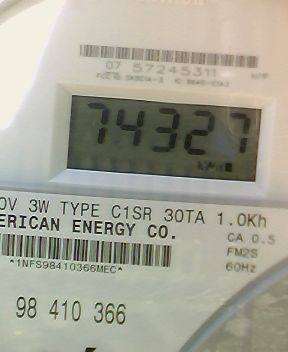 07 57245311
74327
0V 3W TYPE C1SR 30TA 1.0Kh
ERICAN ENERGY CO.
CA 0.5
FM2S
*1NFS98410366MEC*
60Hz
98 410 366